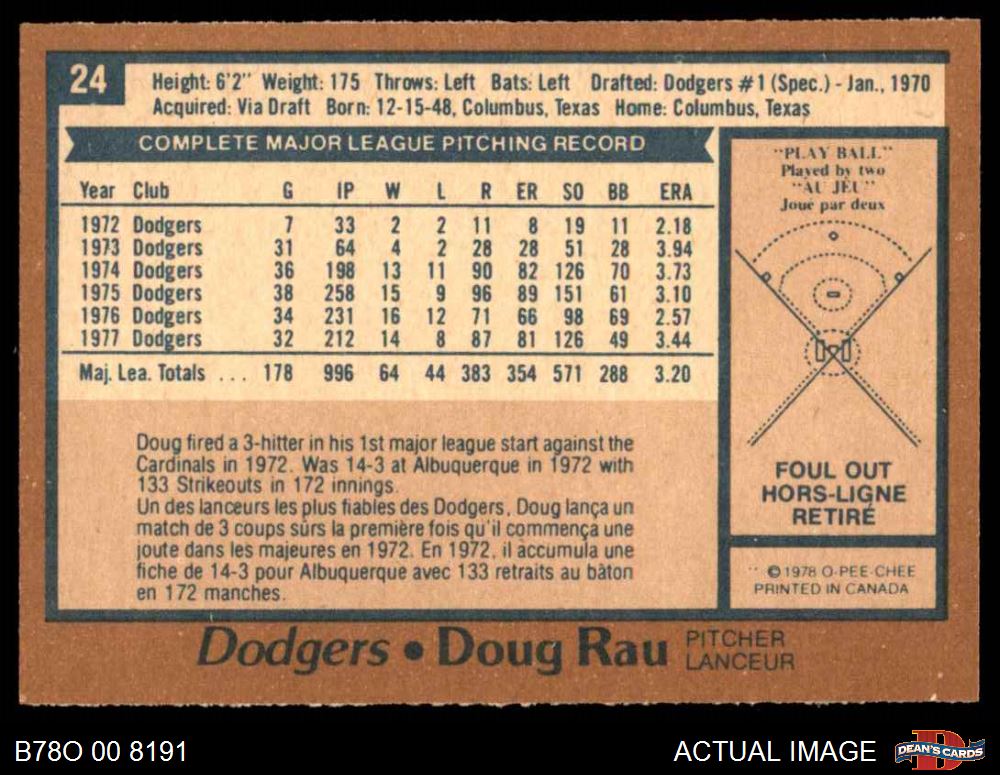 24
Height: 6'2" Weight: 175 Throws: Left Bats: Left Drafted: Dodgers #1 (Spec.) - Jan., 1970
Acquired: Via Draft Born: 12-15-48, Columbus, Texas Home: Columbus, Texas
COMPLETE MAJOR LEAGUE PITCHING RECORD
Year Club G IP W L R ER SO BB ERA
1972 Dodgers 7 33 2 2 11 8 19 11 2.18
1973 Dodgers 31 64 4 2 28 28 51 28 3.94
1974 Dodgers 36 198 13 11 90 82 126 70 3.73
1975 Dodgers 38 258 15 9 96 89 151 61 3.10
1976 Dodgers 34 231 16 12 71 66 98 69 2.57
1977 Dodgers 32 212 14 8 87 81 126 49 3.44
Maj. Lea. Totals ... 178 996 64 44 383 354 571 288 3.20
Doug fired a 3-hitter in his 1st major league start against the
Cardinals in 1972. Was 14-3 at Albuquerque in 1972 with
133 Strikeouts in 172 innings.
Un des lanceurs les plus fiables des Dodgers, Doug lança un
match de 3 coups sûrs la première fois qu'il commença une
joute dans les majeures en 1972. En 1972, il accumula une
fiche de 14-3 pour Albuquerque avec 133 retraits au bâton
en 172 manches.
"PLAY BALL"
Played by two
"AU JEU"
Joué par deux
FOUL OUT
HORS-LIGNE
RETIRÉ
© 1978 O-PEE-CHEE
PRINTED IN CANADA
Dodgers • Doug Rau PITCHER
LANCEUR
B78O 00 8191
ACTUAL IMAGE
DEAN'S CARDS